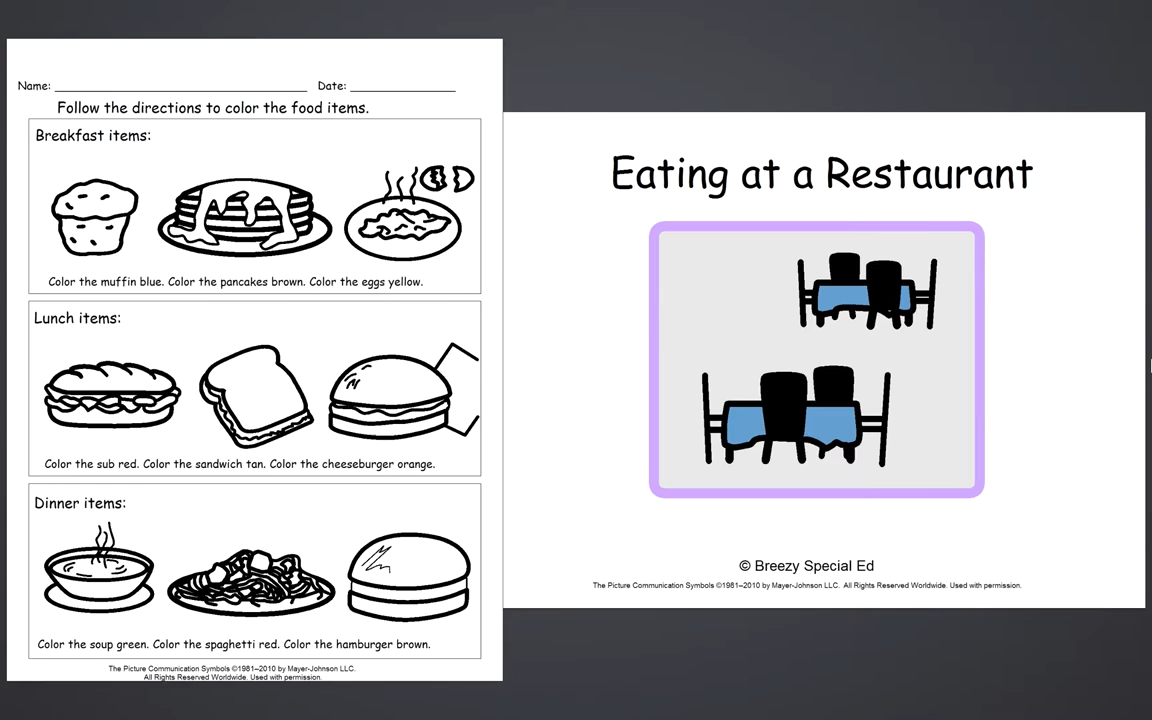 Name: ______________________________ Date: _______________
Follow the directions to color the food items.
Breakfast items:
Color the muffin blue. Color the pancakes brown. Color the eggs yellow.
Lunch items:
Color the sub red. Color the sandwich tan. Color the cheeseburger orange.
Dinner items:
Color the soup green. Color the spaghetti red. Color the hamburger brown.
The Picture Communication Symbols ©1981–2010 by Mayer-Johnson LLC.
All Rights Reserved Worldwide. Used with permission.
Eating at a Restaurant
© Breezy Special Ed
The Picture Communication Symbols ©1981–2010 by Mayer-Johnson LLC. All Rights Reserved Worldwide. Used with permission.